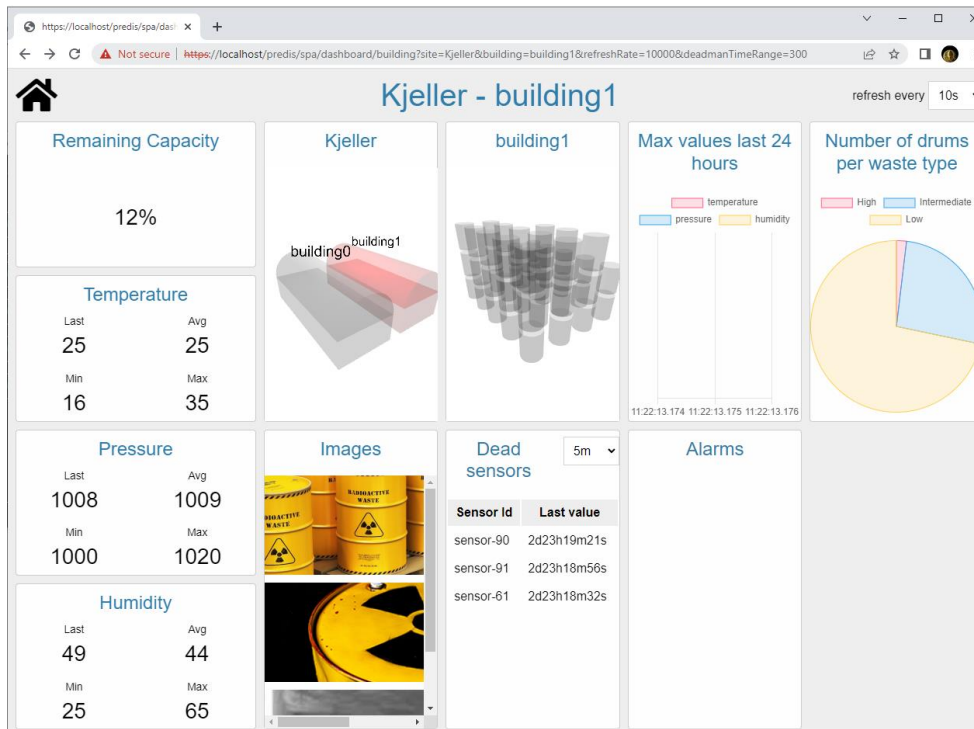 https://localhost/predis/spa/das
Not secure
https://localhost/predis/spa/dashboard/building?site=Kjeller&building=building1&refreshRate=10000&deadmanTimeRange=300
Kjeller - building1
refresh every
10s
Remaining Capacity
12%
Temperature
Last
Avg
25
25
Min
Max
16
35
Kjeller
building0
building1
building1
Max values last 24
hours
temperature
pressure
humidity
11:22:13.174
11:22:13.175
11:22:13.176
Number of drums
per waste type
High
Intermediate
Low
Pressure
Last
Avg
1008
1009
Min
Max
1000
1020
Humidity
Last
Avg
49
44
Min
Max
25
65
Images
RADIOACTIVE
WASTE
WASTE
Dead
sensors
5m
Sensor Id
Last value
sensor-90
2d23h19m21s
sensor-91
2d23h18m56s
sensor-61
2d23h18m32s
Alarms